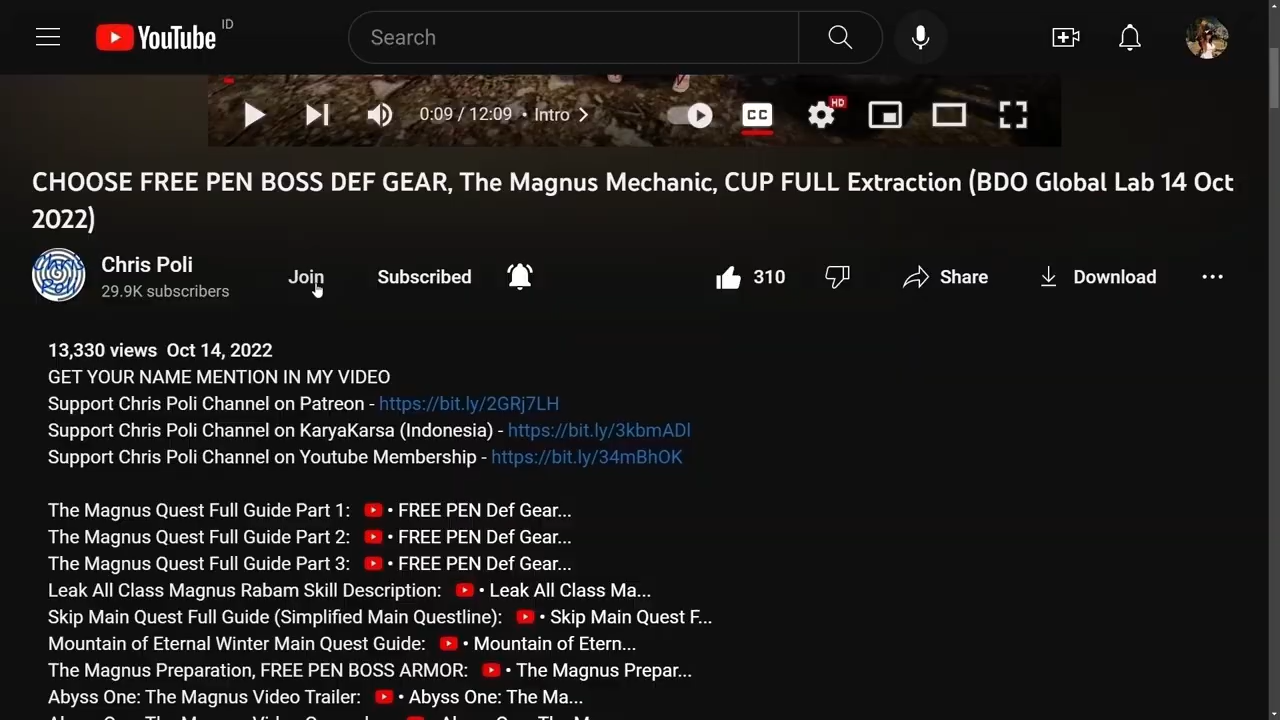 YouTube ID
Search
0:09 / 12:09 • Intro
CC
HD
CHOOSE FREE PEN BOSS DEF GEAR, The Magnus Mechanic, CUP FULL Extraction (BDO Global Lab 14 Oct
2022)
Chris Poli
29.9K subscribers
Join
Subscribed
310
Share
Download
13,330 views Oct 14, 2022
GET YOUR NAME MENTION IN MY VIDEO
Support Chris Poli Channel on Patreon - https://bit.ly/2GRj7LH
Support Chris Poli Channel on KaryaKarsa (Indonesia) - https://bit.ly/3kbmADl
Support Chris Poli Channel on Youtube Membership - https://bit.ly/34mBhOK
The Magnus Quest Full Guide Part 1: • FREE PEN Def Gear...
The Magnus Quest Full Guide Part 2: • FREE PEN Def Gear...
The Magnus Quest Full Guide Part 3: • FREE PEN Def Gear...
Leak All Class Magnus Rabam Skill Description: • Leak All Class Ma...
Skip Main Quest Full Guide (Simplified Main Questline): • Skip Main Quest F...
Mountain of Eternal Winter Main Quest Guide: • Mountain of Etern...
The Magnus Preparation, FREE PEN BOSS ARMOR: • The Magnus Prepar...
Abyss One: The Magnus Video Trailer: • Abyss One: The Ma...